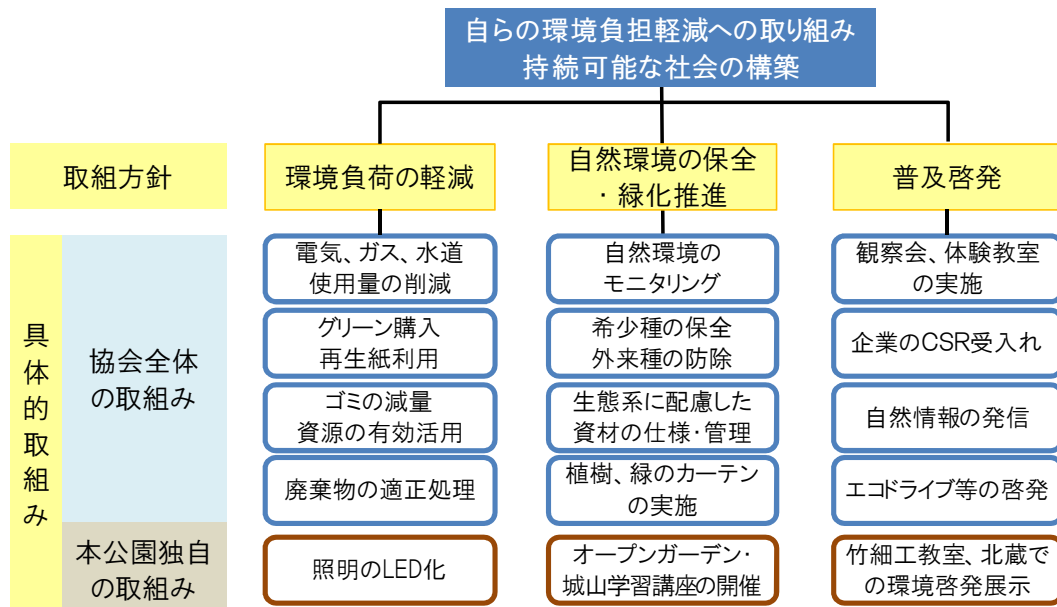 自らの環境負担軽減への取り組み
持続可能な社会の構築
取組方針
環境負荷の軽減
自然環境の保全
・緑化推進
普及啓発
具体的取組み
協会全体
の取組み
電気、ガス、水道
使用量の削減
自然環境の
モニタリング
観察会、体験教室
の実施
グリーン購入
再生紙利用
希少種の保全
外来種の防除
企業のCSR受入れ
ゴミの減量
資源の有効活用
生態系に配慮した
資材の仕様・管理
自然情報の発信
廃棄物の適正処理
植樹、緑のカーテン
の実施
エコドライブ等の啓発
本公園独自
の取組み
照明のLED化
オープンガーデン・
城山学習講座の開催
竹細工教室、北蔵で
の環境啓発展示